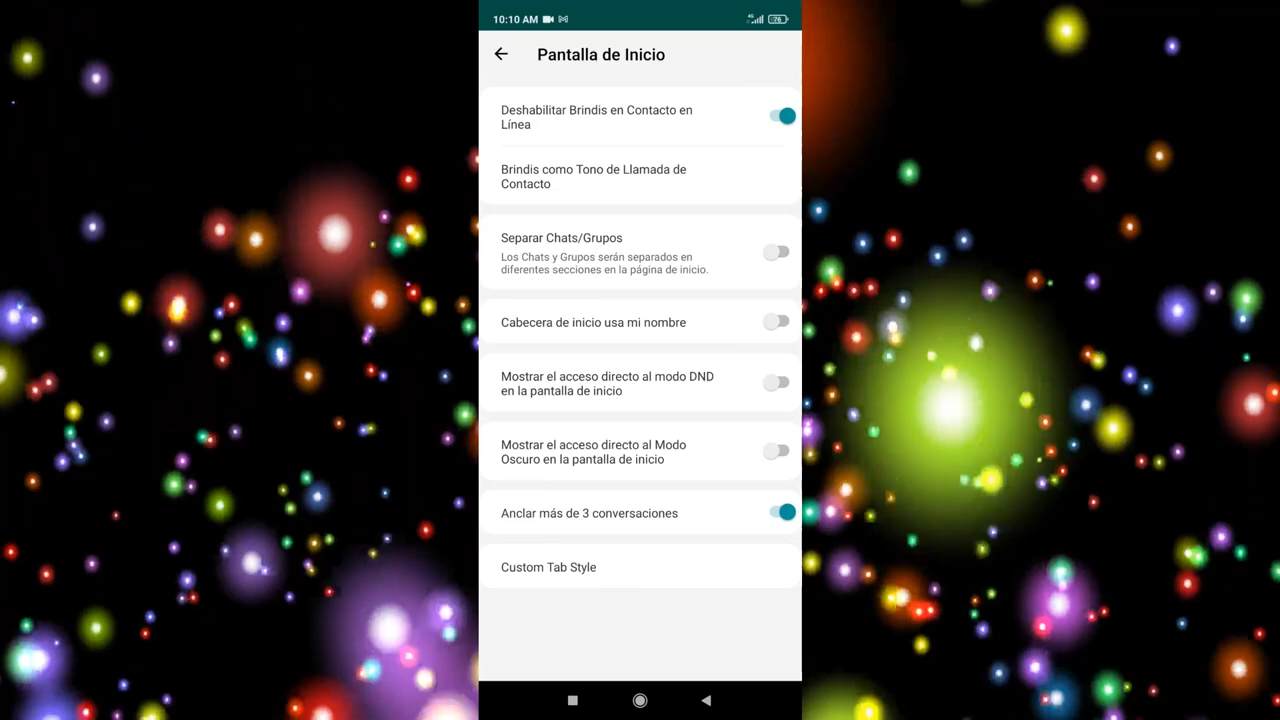 10:10 AM
4G
76
Pantalla de Inicio
Deshabilitar Brindis en Contacto en
Línea
Brindis como Tono de Llamada de
Contacto
Separar Chats/Grupos
Los Chats y Grupos serán separados en
diferentes secciones en la página de inicio.
Cabecera de inicio usa mi nombre
Mostrar el acceso directo al modo DND
en la pantalla de inicio
Mostrar el acceso directo al Modo
Oscuro en la pantalla de inicio
Anclar más de 3 conversaciones
Custom Tab Style